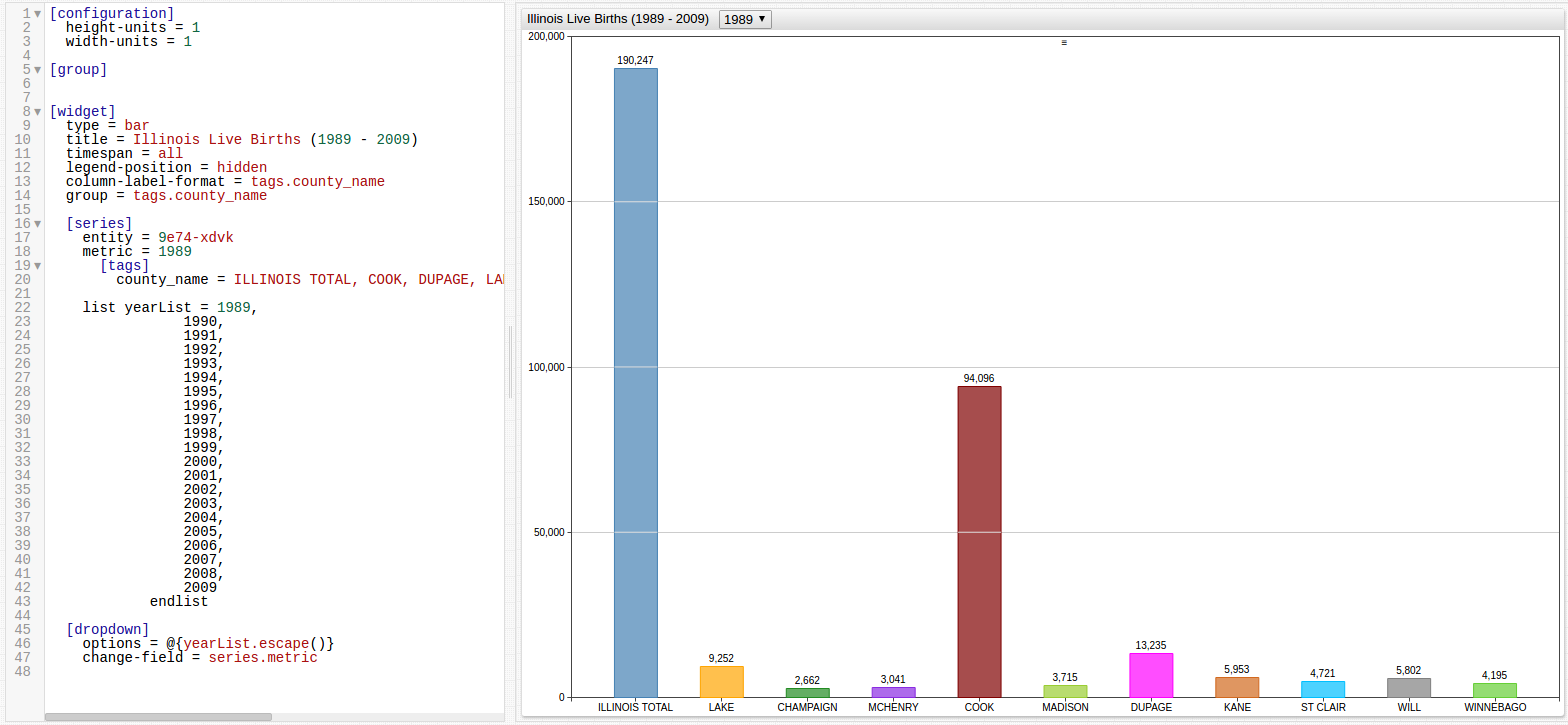 1 [configuration]
2 height-units = 1
3 width-units = 1
4
5 [group]
6
7
8 [widget]
9 type = bar
10 title = Illinois Live Births (1989 - 2009)
11 timespan = all
12 legend-position = hidden
13 column-label-format = tags.county_name
14 group = tags.county_name
15
16 [series]
17 entity = 9e74-xdvk
18 metric = 1989
19 [tags]
20 county_name = ILLINOIS TOTAL, COOK, DUPAGE,
21
22 list yearList = 1989,
23 1990,
24 1991,
25 1992,
26 1993,
27 1994,
28 1995,
29 1996,
30 1997,
31 1998,
32 1999,
33 2000,
34 2001,
35 2002,
36 2003,
37 2004,
38 2005,
39 2006,
40 2007,
41 2008,
42 2009
43 endlist
44
45 [dropdown]
46 options = @{yearList.escape()}
47 change-field = series.metric
48
Illinois Live Births (1989 - 2009) 1989
200,000
150,000
100,000
50,000
0
190,247
9,252
2,662
3,041
94,096
3,715
13,235
5,953
4,721
5,802
4,195
ILLINOIS TOTAL LAKE CHAMPAIGN MCHENRY COOK MADISON DUPAGE KANE ST CLAIR WILL WINNEBAGO